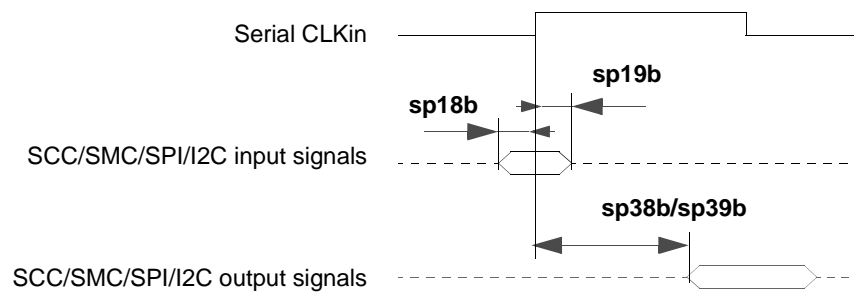 Serial CLKin
sp19b
sp18b
SCC/SMC/SPI/I2C input signals
sp38b/sp39b
SCC/SMC/SPI/I2C output signals